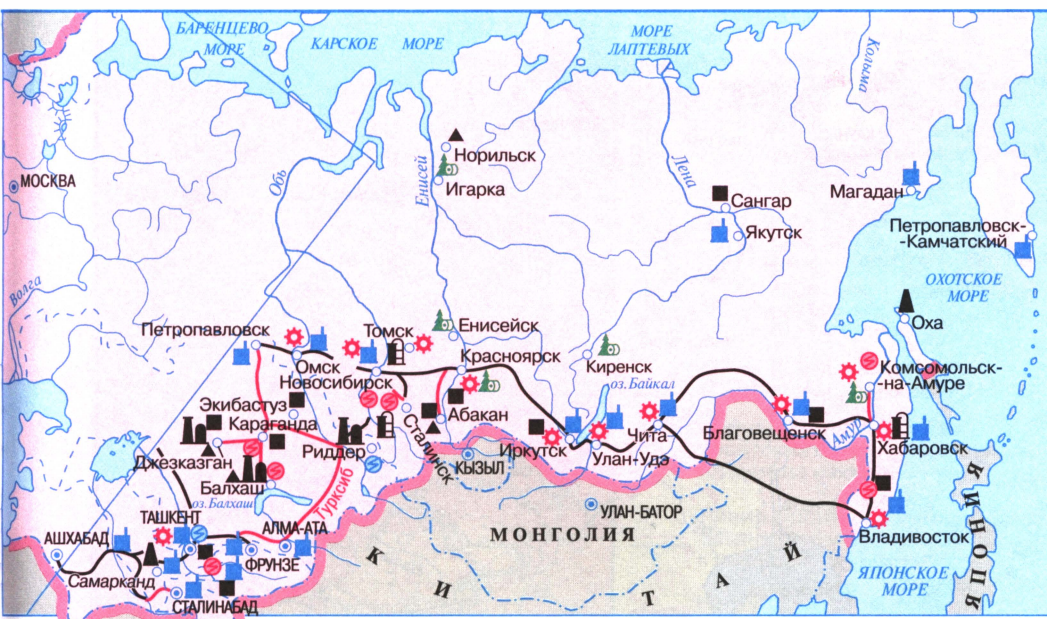 БАРЕНЦЕВО
МОРЕ
КАРСКОЕ МОРЕ
МОРЕ
ЛАПТЕВЫХ
Колыма
Норильск
Игарка
Енисей
Обь
Лена
МОСКВА
Сангар
Якутск
Магадан
Петропавловск-
-Камчатский
ОХОТСКОЕ
МОРЕ
Волга
Оха
Петропавловск
Томск
Енисейск
Омск
Новосибирск
Красноярск
Киренск
оз.Байкал
Комсомольск-
-на-Амуре
Экибастуз
Караганда
Абакан
Сталинск
Джезказган
Риддер
Иркутск
Улан-Удэ
Чита
Благовещенск
Амур
Хабаровск
Балхаш
оз.Балхаш
Турксиб
КЫЗЫЛ
УЛАН-БАТОР
МОНГОЛИЯ
КИТАЙ
Владивосток
ЯПОНИЯ
ЯПОНСКОЕ
МОРЕ
ТАШКЕНТ
АЛМА-АТА
АШХАБАД
ФРУНЗЕ
Самарканд
СТАЛИНАБАД